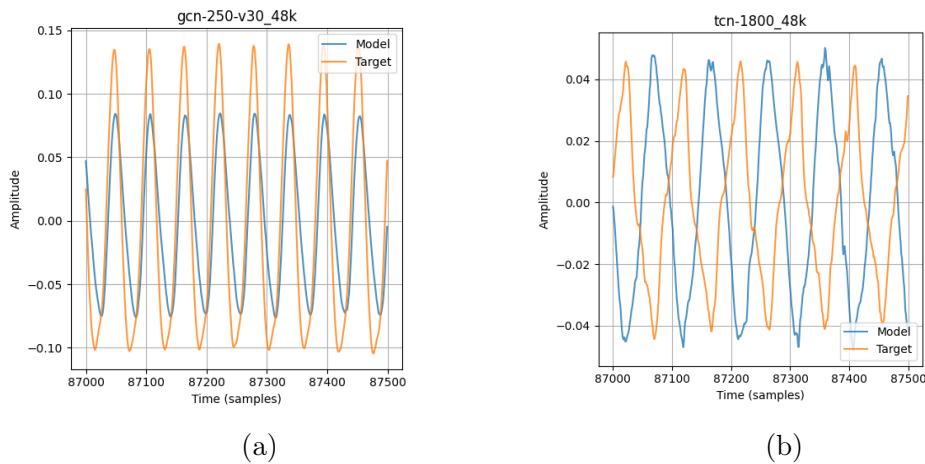 gcn-250-v30_48k
0.15
0.10
0.05
0.00
−0.05
−0.10
Amplitude
Model
Target
87000 87100 87200 87300 87400 87500
Time (samples)
(a)
tcn-1800_48k
0.04
0.02
0.00
−0.02
−0.04
Amplitude
Model
Target
87000 87100 87200 87300 87400 87500
Time (samples)
(b)